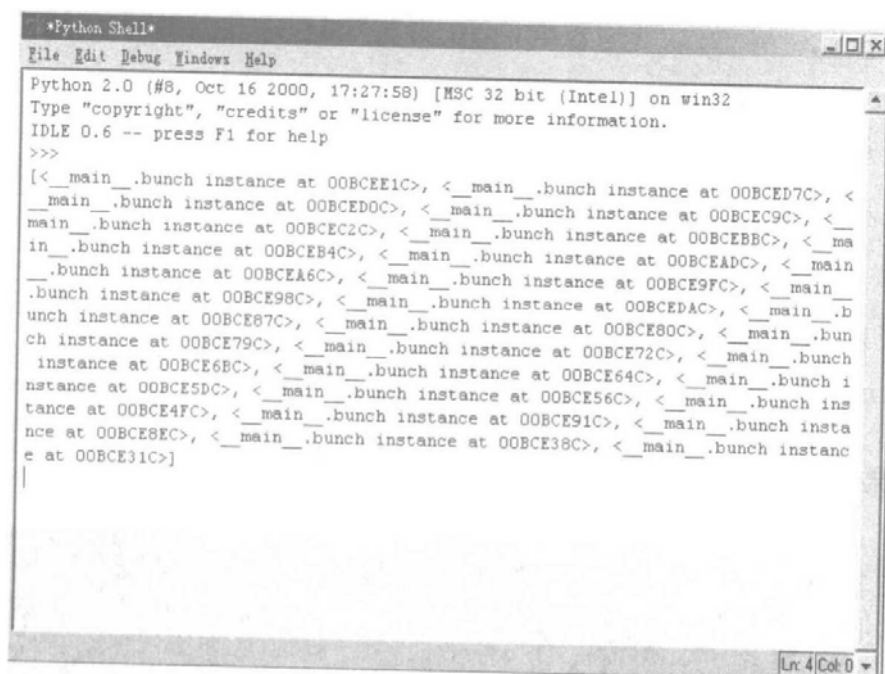 *Python Shell*
File Edit Debug Windows Help
Python 2.0 (#8, Oct 16 2000, 17:27:58) [MSC 32 bit (Intel)] on win32
Type "copyright", "credits" or "license" for more information.
IDLE 0.6 -- press F1 for help
>>>
[<__main__.bunch instance at 00BCEE1C>, <__main__.bunch instance at 00BCED7C>, <
__main__.bunch instance at 00BCED0C>, <__main__.bunch instance at 00BCEC9C>, <__
main__.bunch instance at 00BCEC2C>, <__main__.bunch instance at 00BCEBBC>, <__ma
in__.bunch instance at 00BCEB4C>, <__main__.bunch instance at 00BCEADC>, <__main
__.bunch instance at 00BCEA6C>, <__main__.bunch instance at 00BCE9FC>, <__main__
.bunch instance at 00BCE98C>, <__main__.bunch instance at 00BCEDAC>, <__main__.b
unch instance at 00BCE87C>, <__main__.bunch instance at 00BCE80C>, <__main__.bun
ch instance at 00BCE79C>, <__main__.bunch instance at 00BCE72C>, <__main__.bunch
 instance at 00BCE6BC>, <__main__.bunch instance at 00BCE64C>, <__main__.bunch i
nstance at 00BCE5DC>, <__main__.bunch instance at 00BCE56C>, <__main__.bunch ins
tance at 00BCE4FC>, <__main__.bunch instance at 00BCE91C>, <__main__.bunch insta
nce at 00BCE8EC>, <__main__.bunch instance at 00BCE38C>, <__main__.bunch instanc
e at 00BCE31C>]
Ln: 4 Col: 0